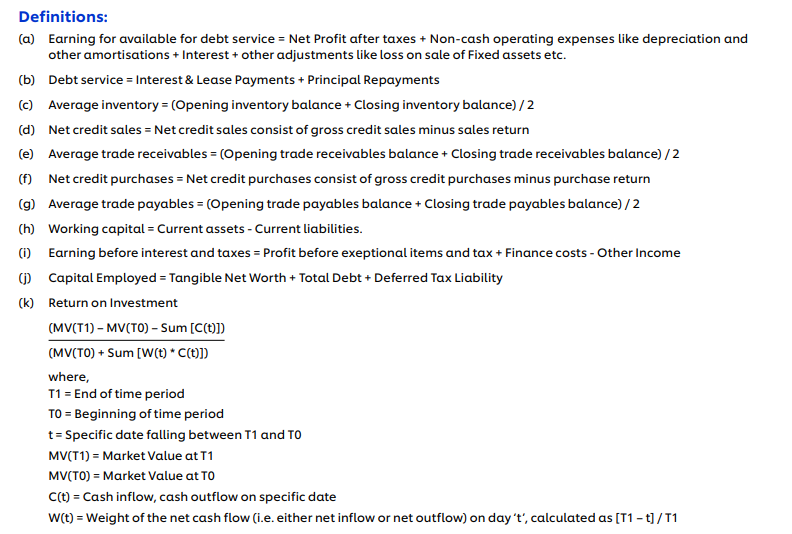 Definitions:
(a) Earning for available for debt service = Net Profit after taxes + Non-cash operating expenses like depreciation and
other amortisations + Interest + other adjustments like loss on sale of Fixed assets etc.
(b) Debt service = Interest & Lease Payments + Principal Repayments
(c) Average inventory = (Opening inventory balance + Closing inventory balance) / 2
(d) Net credit sales = Net credit sales consist of gross credit sales minus sales return
(e) Average trade receivables = (Opening trade receivables balance + Closing trade receivables balance) / 2
(f) Net credit purchases = Net credit purchases consist of gross credit purchases minus purchase return
(g) Average trade payables = (Opening trade payables balance + Closing trade payables balance) / 2
(h) Working capital = Current assets - Current liabilities.
(i) Earning before interest and taxes = Profit before exeptional items and tax + Finance costs - Other Income
(j) Capital Employed = Tangible Net Worth + Total Debt + Deferred Tax Liability
(k) Return on Investment
(MV(T1) – MV(T0) – Sum [C(t)])
(MV(T0) + Sum [W(t) * C(t)])
where,
T1 = End of time period
T0 = Beginning of time period
t = Specific date falling between T1 and T0
MV(T1) = Market Value at T1
MV(T0) = Market Value at T0
C(t) = Cash inflow, cash outflow on specific date
W(t) = Weight of the net cash flow (i.e. either net inflow or net outflow) on day ‘t’, calculated as [T1 – t] / T1